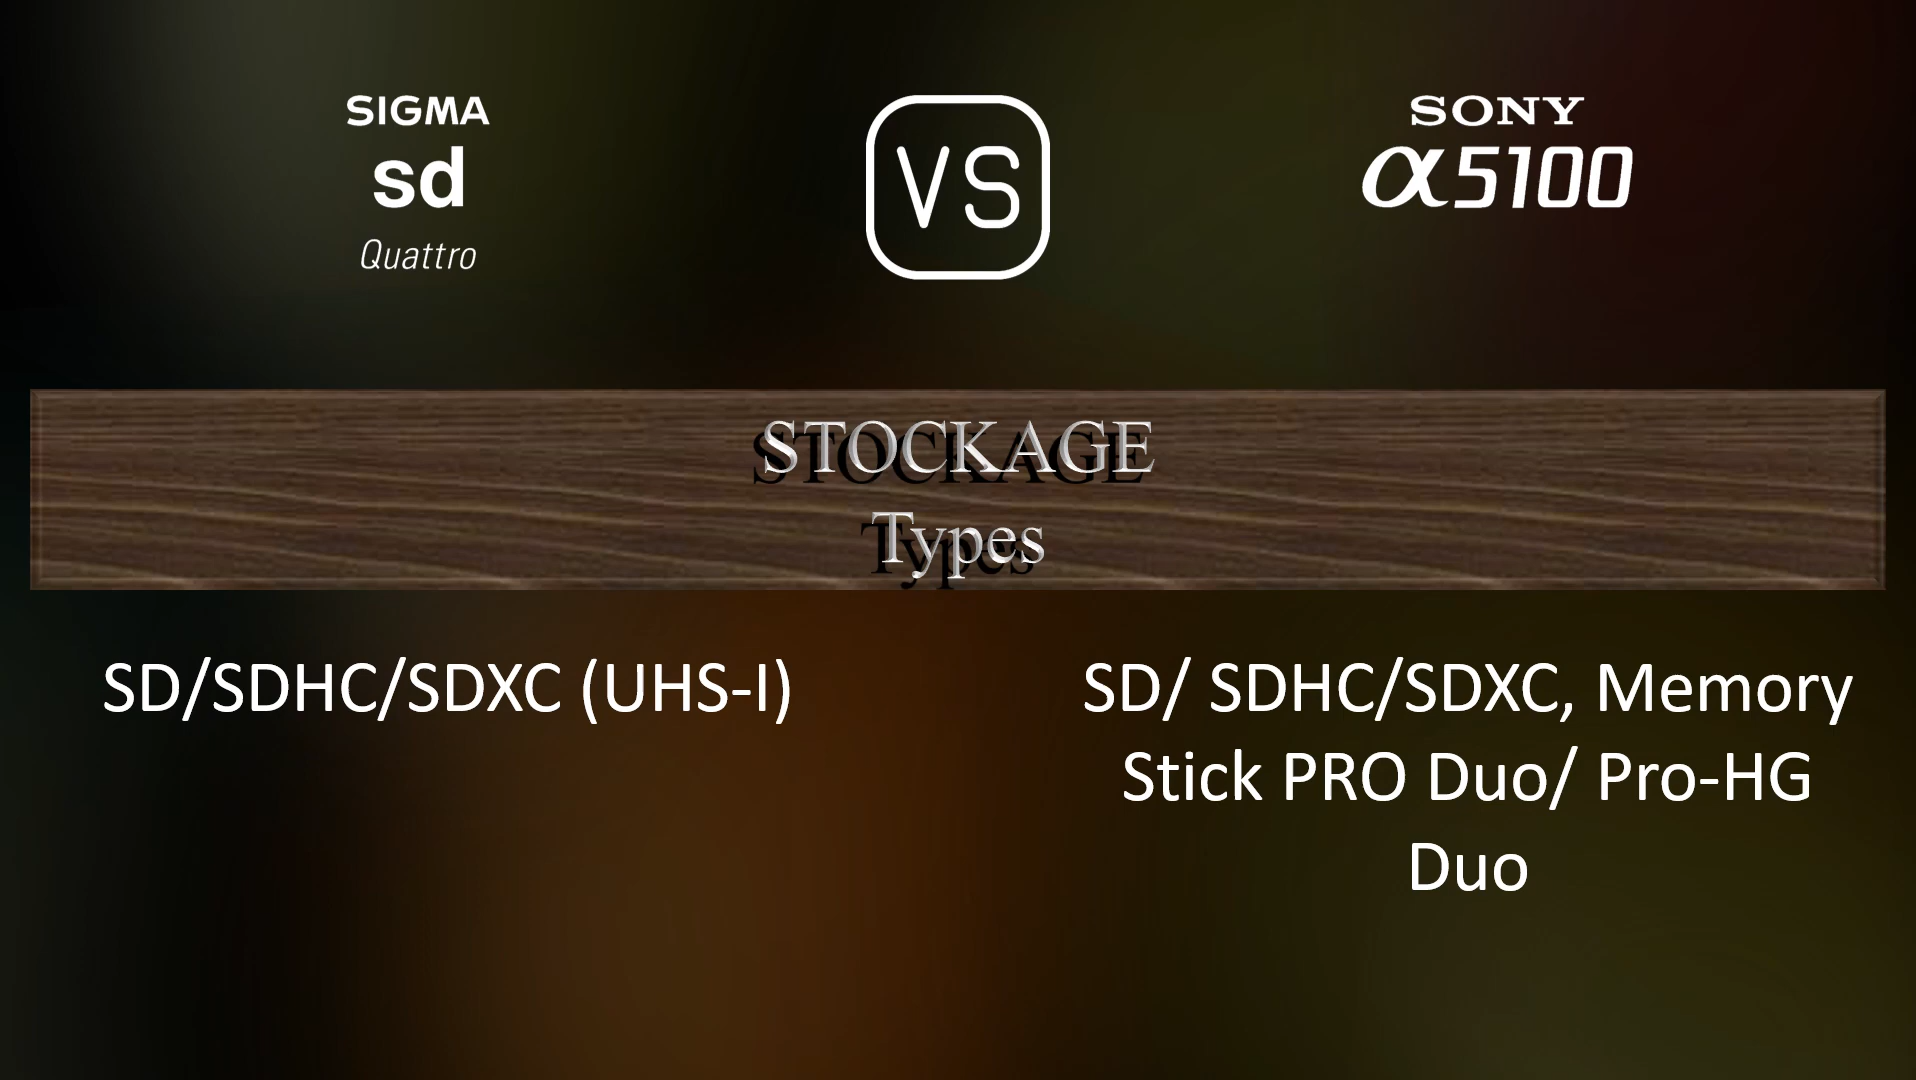 SIGMA
sd
Quattro
VS
SONY
α5100
STOCKAGE
Types
SD/SDHC/SDXC (UHS-I)
SD/ SDHC/SDXC, Memory
Stick PRO Duo/ Pro-HG
Duo